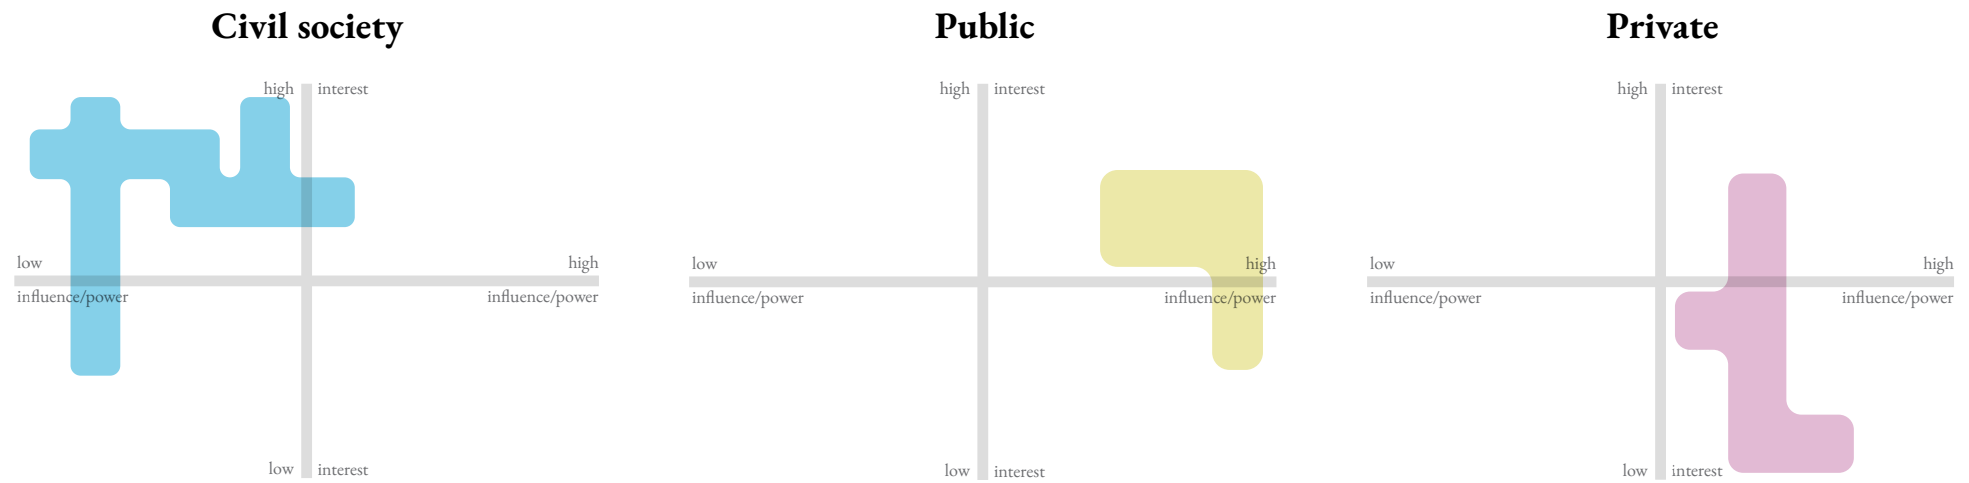 Civil society
high interest
low high
influence/power influence/power
low interest
Public
high interest
low high
influence/power influence/power
low interest
Private
high interest
low high
influence/power influence/power
low interest